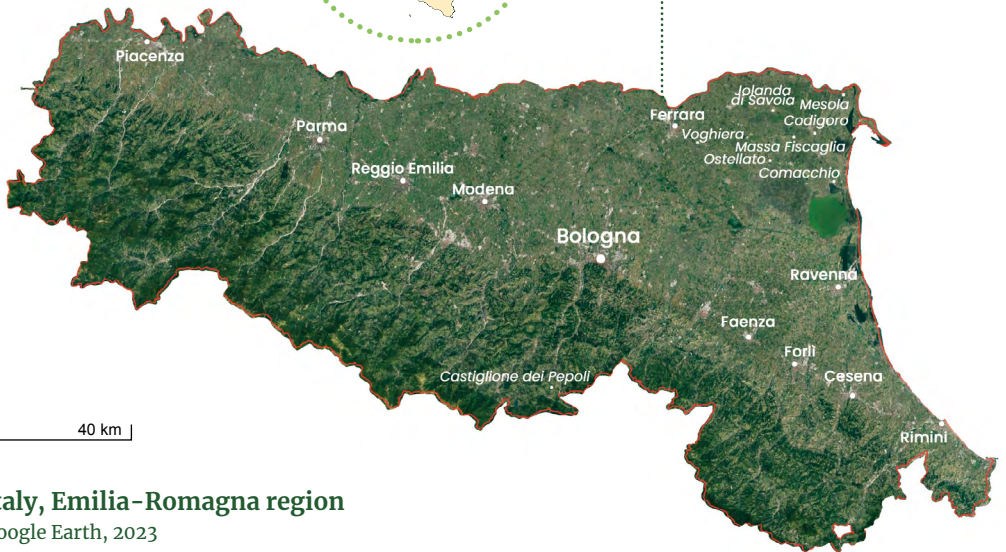 Piacenza
Parma
Reggio Emilia
Modena
Bologna
Ferrara
Jolanda
di Savoia
Mesola
Codigoro
Voghiera
Massa Fiscaglia
Ostellato
Comacchio
Ravenna
Faenza
Forlì
Cesena
Castiglione dei Pepoli
Rimini
40 km
taly, Emilia-Romagna region
oogle Earth, 2023